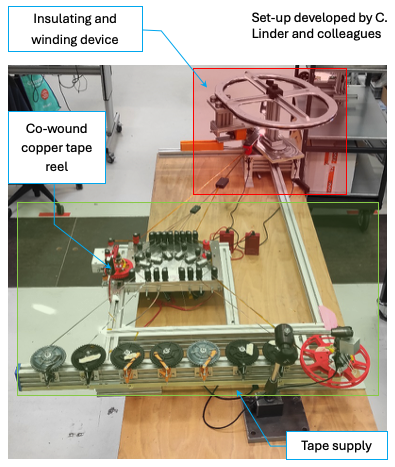 Insulating and
winding device
Set-up developed by C.
Linder and colleagues
Co-wound
copper tape
reel
Tape supply